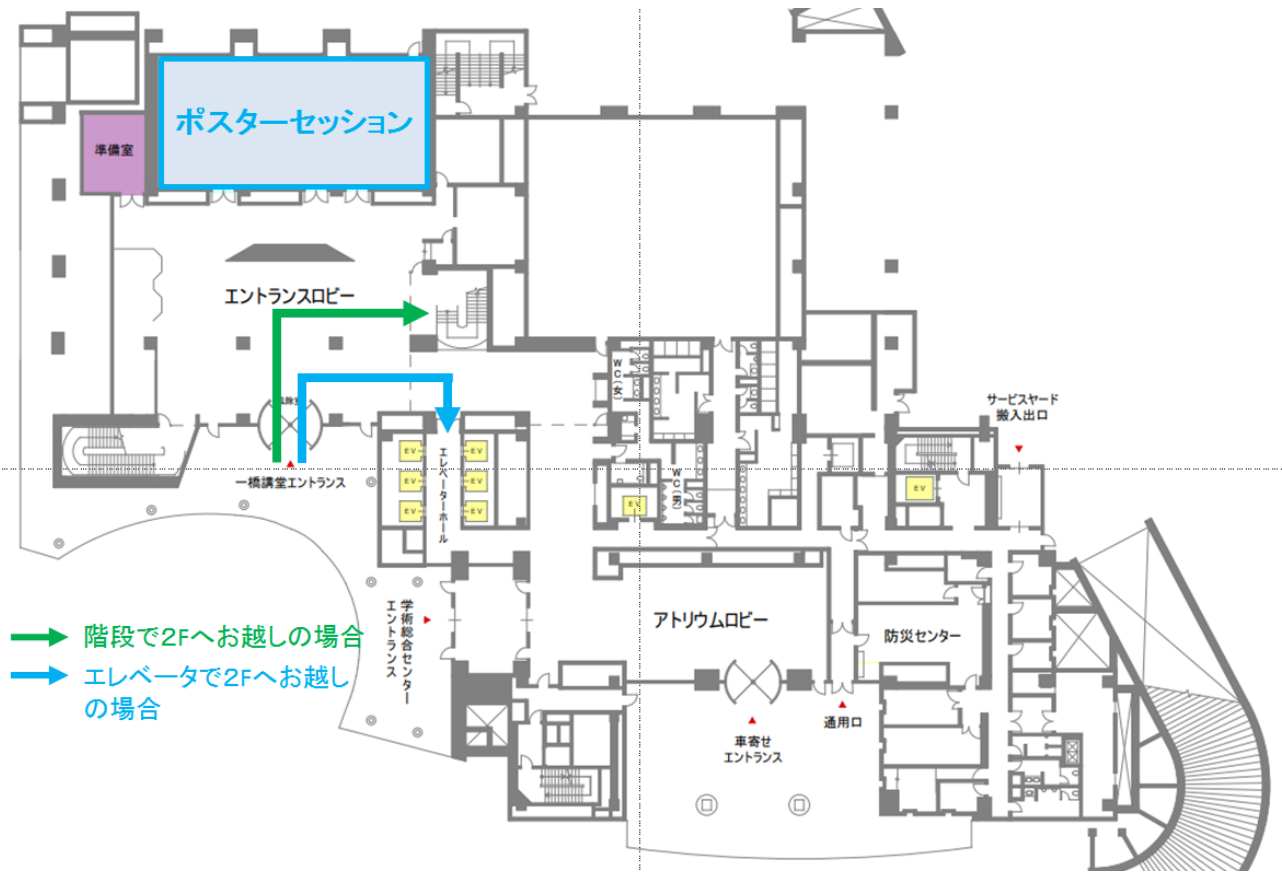 ポスターセッション
準備室
エントランスロビー
WC(女)
サービスヤード
搬入出口
EV
EV
EV
EV
EV
EV
エレベーターホール
一橋講堂エントランス
WC(男)
EV
EV
学術総合センター
エントランス
アトリウムロビー
防災センター
階段で2Fへお越しの場合
エレベータで2Fへお越し
の場合
通用口
車寄せ
エントランス